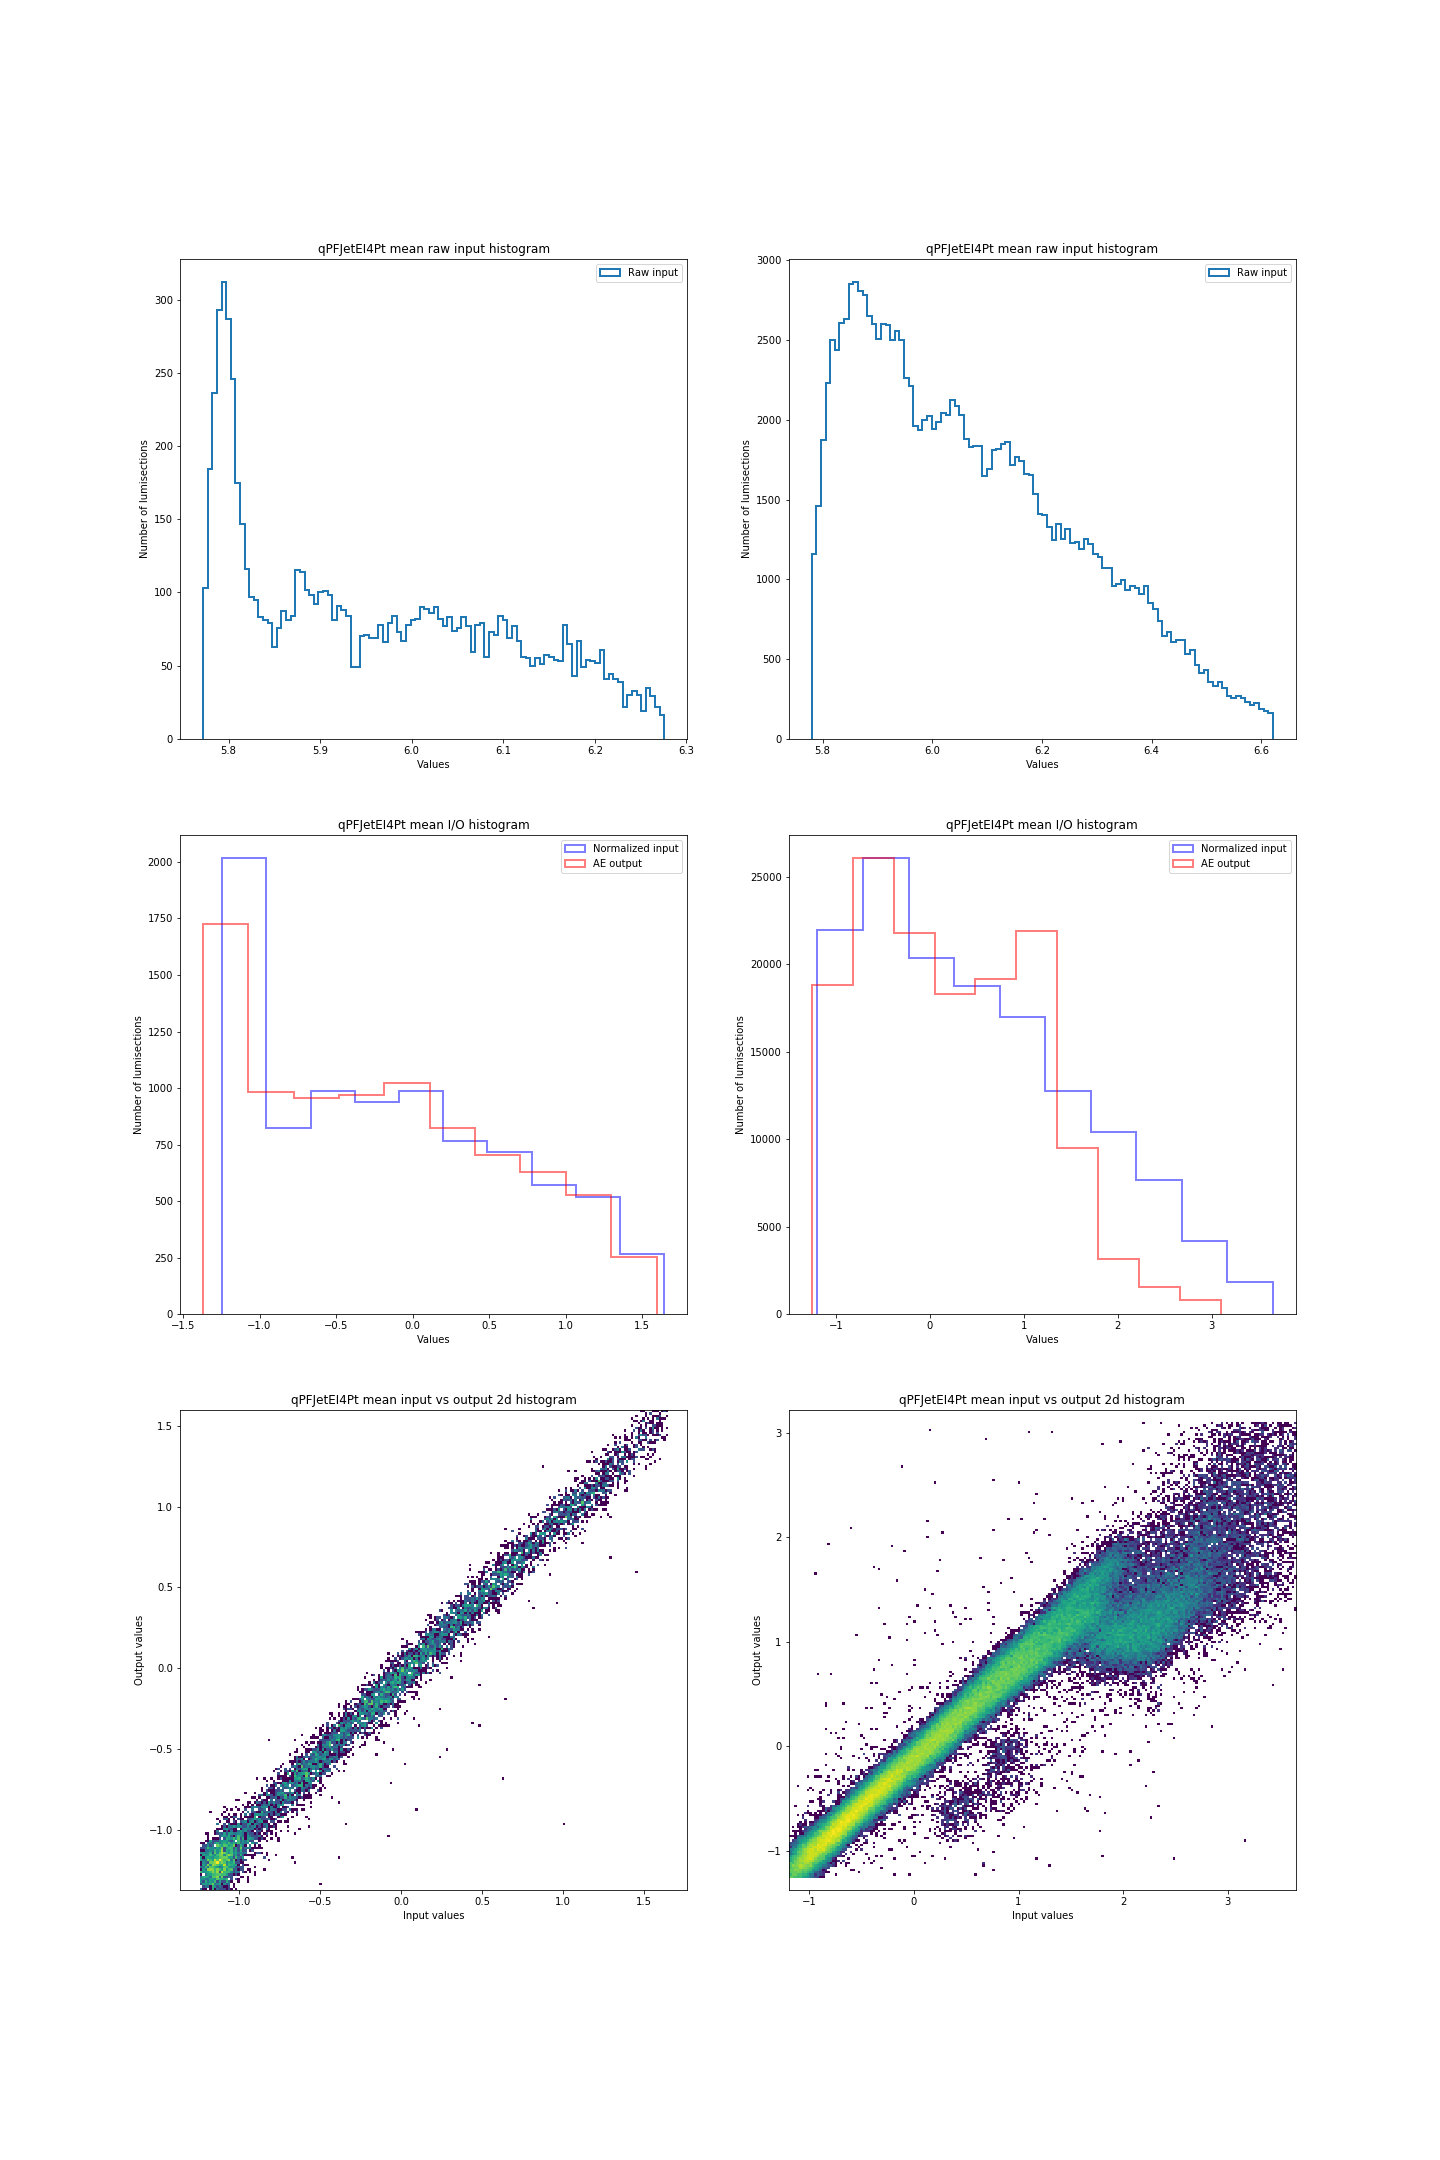 qPFJetEI4Pt mean raw input histogram
Raw input
300
250
200
150
100
50
0
Number of lumisections
5.8 5.9 6.0 6.1 6.2 6.3
Values
qPFJetEI4Pt mean raw input histogram
Raw input
3000
2500
2000
1500
1000
500
0
Number of lumisections
5.8 6.0 6.2 6.4 6.6
Values
qPFJetEI4Pt mean I/O histogram
Normalized input
AE output
2000
1750
1500
1250
1000
750
500
250
0
Number of lumisections
−1.5 −1.0 −0.5 0.0 0.5 1.0 1.5
Values
qPFJetEI4Pt mean I/O histogram
Normalized input
AE output
25000
20000
15000
10000
5000
0
Number of lumisections
−1 0 1 2 3
Values
qPFJetEI4Pt mean input vs output 2d histogram
1.5
1.0
0.5
0.0
−0.5
−1.0
Output values
−1.0 −0.5 0.0 0.5 1.0 1.5
Input values
qPFJetEI4Pt mean input vs output 2d histogram
3
2
1
0
−1
Output values
−1 0 1 2 3
Input values